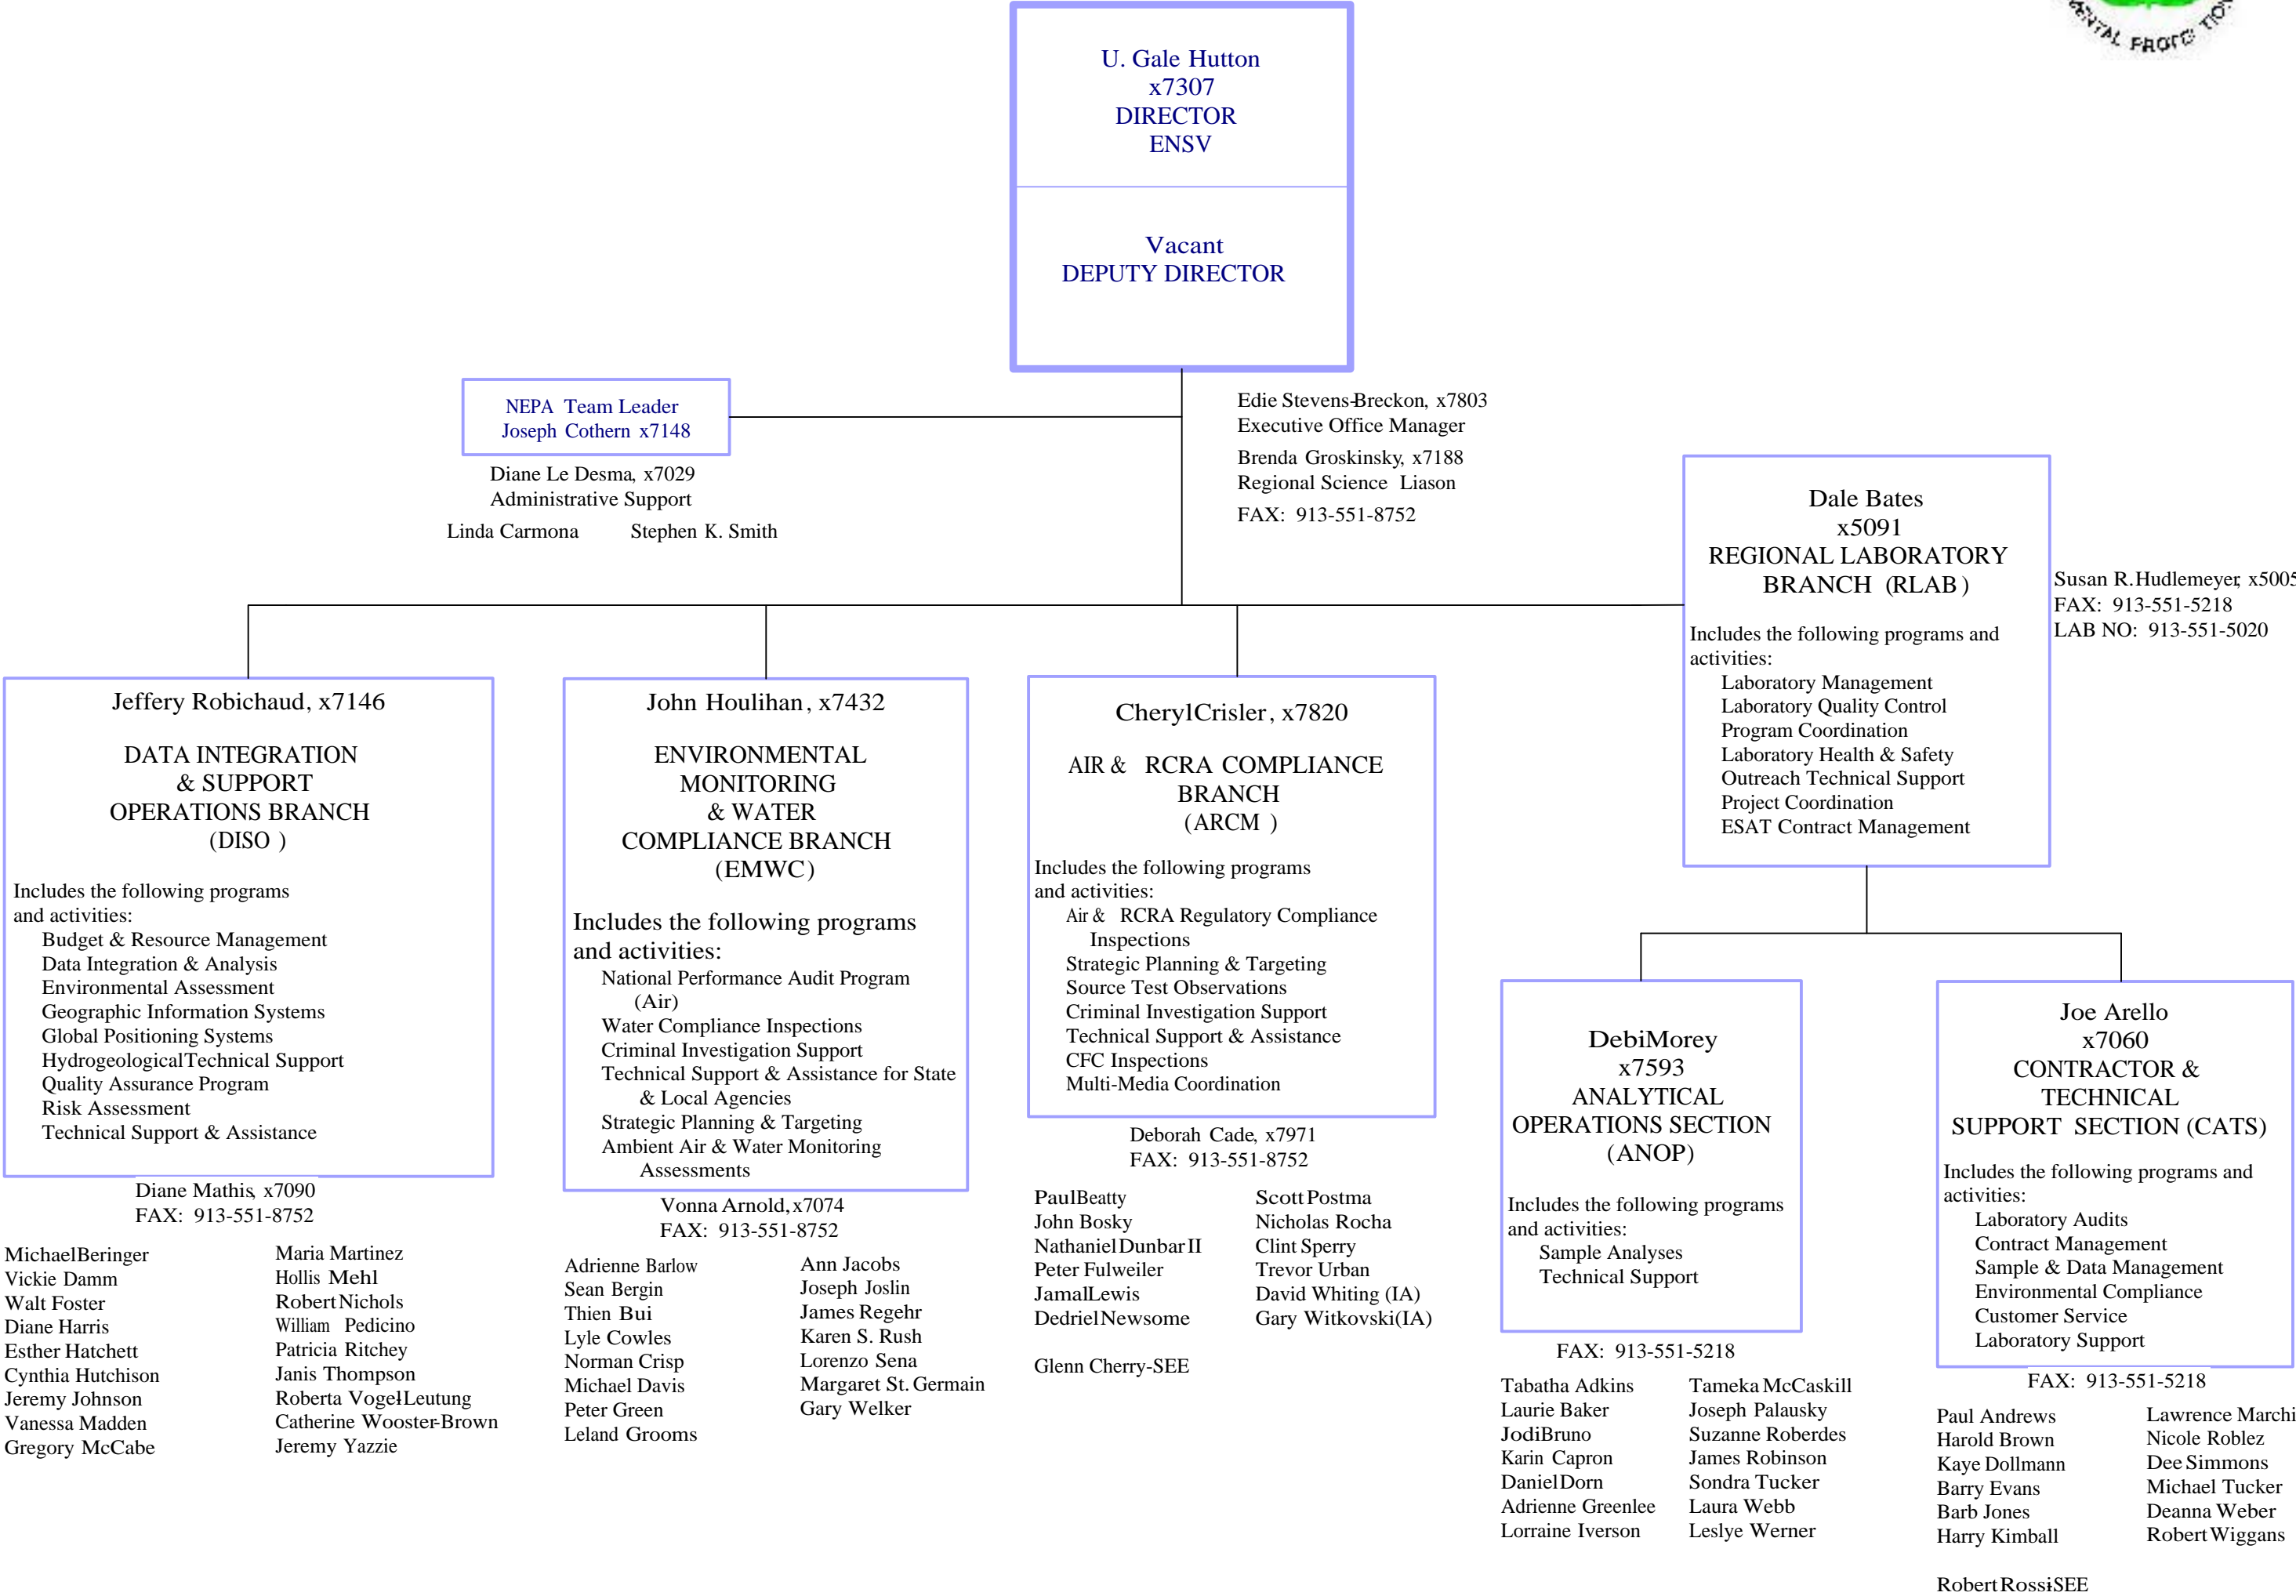 U. Gale Hutton
x7307
DIRECTOR
ENSV
Vacant
DEPUTY DIRECTOR
NEPA Team Leader
Joseph Cothern x7148
Diane Le Desma, x7029
Administrative Support
Linda Carmona Stephen K. Smith
Edie Stevens-Breckon, x7803
Executive Office Manager
Brenda Groskinsky, x7188
Regional Science Liason
FAX: 913-551-8752
Dale Bates
x5091
REGIONAL LABORATORY
BRANCH (RLAB)
Includes the following programs and
activities:
Laboratory Management
Laboratory Quality Control
Program Coordination
Laboratory Health & Safety
Outreach Technical Support
Project Coordination
ESAT Contract Management
Susan R. Hudlemeyer, x5005
FAX: 913-551-5218
LAB NO: 913-551-5020
Jeffery Robichaud, x7146
DATA INTEGRATION
& SUPPORT
OPERATIONS BRANCH
(DISO )
Includes the following programs
and activities:
Budget & Resource Management
Data Integration & Analysis
Environmental Assessment
Geographic Information Systems
Global Positioning Systems
Hydrogeological Technical Support
Quality Assurance Program
Risk Assessment
Technical Support & Assistance
Diane Mathis, x7090
FAX: 913-551-8752
Michael Beringer
Vickie Damm
Walt Foster
Diane Harris
Esther Hatchett
Cynthia Hutchison
Jeremy Johnson
Vanessa Madden
Gregory McCabe
Maria Martinez
Hollis Mehl
Robert Nichols
William Pedicino
Patricia Ritchey
Janis Thompson
Roberta Vogel-Leutung
Catherine Wooster-Brown
Jeremy Yazzie
John Houlihan, x7432
ENVIRONMENTAL
MONITORING
& WATER
COMPLIANCE BRANCH
(EMWC)
Includes the following programs
and activities:
National Performance Audit Program
(Air)
Water Compliance Inspections
Criminal Investigation Support
Technical Support & Assistance for State
& Local Agencies
Strategic Planning & Targeting
Ambient Air & Water Monitoring
Assessments
Vonna Arnold, x7074
FAX: 913-551-8752
Adrienne Barlow
Sean Bergin
Thien Bui
Lyle Cowles
Norman Crisp
Michael Davis
Peter Green
Leland Grooms
Ann Jacobs
Joseph Joslin
James Regehr
Karen S. Rush
Lorenzo Sena
Margaret St. Germain
Gary Welker
Cheryl Crisler, x7820
AIR & RCRA COMPLIANCE
BRANCH
(ARCM )
Includes the following programs
and activities:
Air & RCRA Regulatory Compliance
Inspections
Strategic Planning & Targeting
Source Test Observations
Criminal Investigation Support
Technical Support & Assistance
CFC Inspections
Multi-Media Coordination
Deborah Cade, x7971
FAX: 913-551-8752
Paul Beatty
John Bosky
Nathaniel Dunbar II
Peter Fulweiler
Jamal Lewis
Dedriel Newsome
Glenn Cherry-SEE
Scott Postma
Nicholas Rocha
Clint Sperry
Trevor Urban
David Whiting (IA)
Gary Witkovski (IA)
Debi Morey
x7593
ANALYTICAL
OPERATIONS SECTION
(ANOP)
Includes the following programs
and activities:
Sample Analyses
Technical Support
FAX: 913-551-5218
Tabatha Adkins
Laurie Baker
Jodi Bruno
Karin Capron
Daniel Dorn
Adrienne Greenlee
Lorraine Iverson
Tameka McCaskill
Joseph Palausky
Suzanne Roberdes
James Robinson
Sondra Tucker
Laura Webb
Leslye Werner
Joe Arello
x7060
CONTRACTOR &
TECHNICAL
SUPPORT SECTION (CATS)
Includes the following programs and
activities:
Laboratory Audits
Contract Management
Sample & Data Management
Environmental Compliance
Customer Service
Laboratory Support
FAX: 913-551-5218
Paul Andrews
Harold Brown
Kaye Dollmann
Barry Evans
Barb Jones
Harry Kimball
Robert Rossi-SEE
Lawrence Marchi
Nicole Roblez
Dee Simmons
Michael Tucker
Deanna Weber
Robert Wiggans